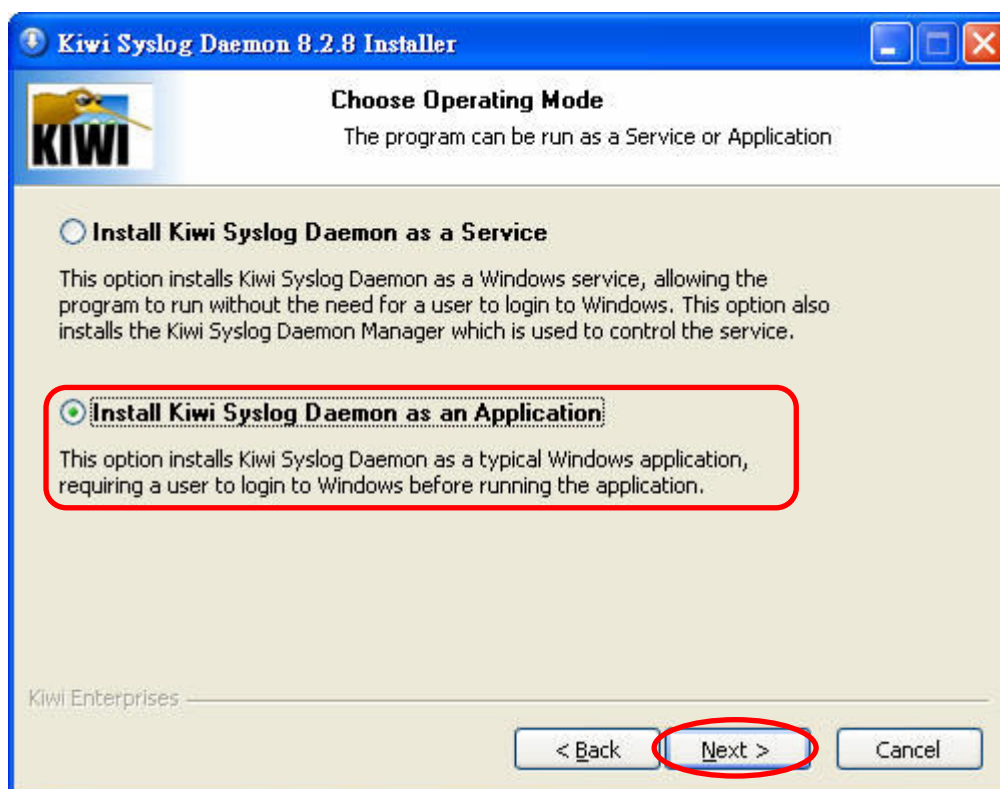 Kiwi Syslog Daemon 8.2.8 Installer
KIWI
Choose Operating Mode
The program can be run as a Service or Application
Install Kiwi Syslog Daemon as a Service
This option installs Kiwi Syslog Daemon as a Windows service, allowing the
program to run without the need for a user to login to Windows. This option also
installs the Kiwi Syslog Daemon Manager which is used to control the service.
Install Kiwi Syslog Daemon as an Application
This option installs Kiwi Syslog Daemon as a typical Windows application,
requiring a user to login to Windows before running the application.
Kiwi Enterprises
< Back Next > Cancel